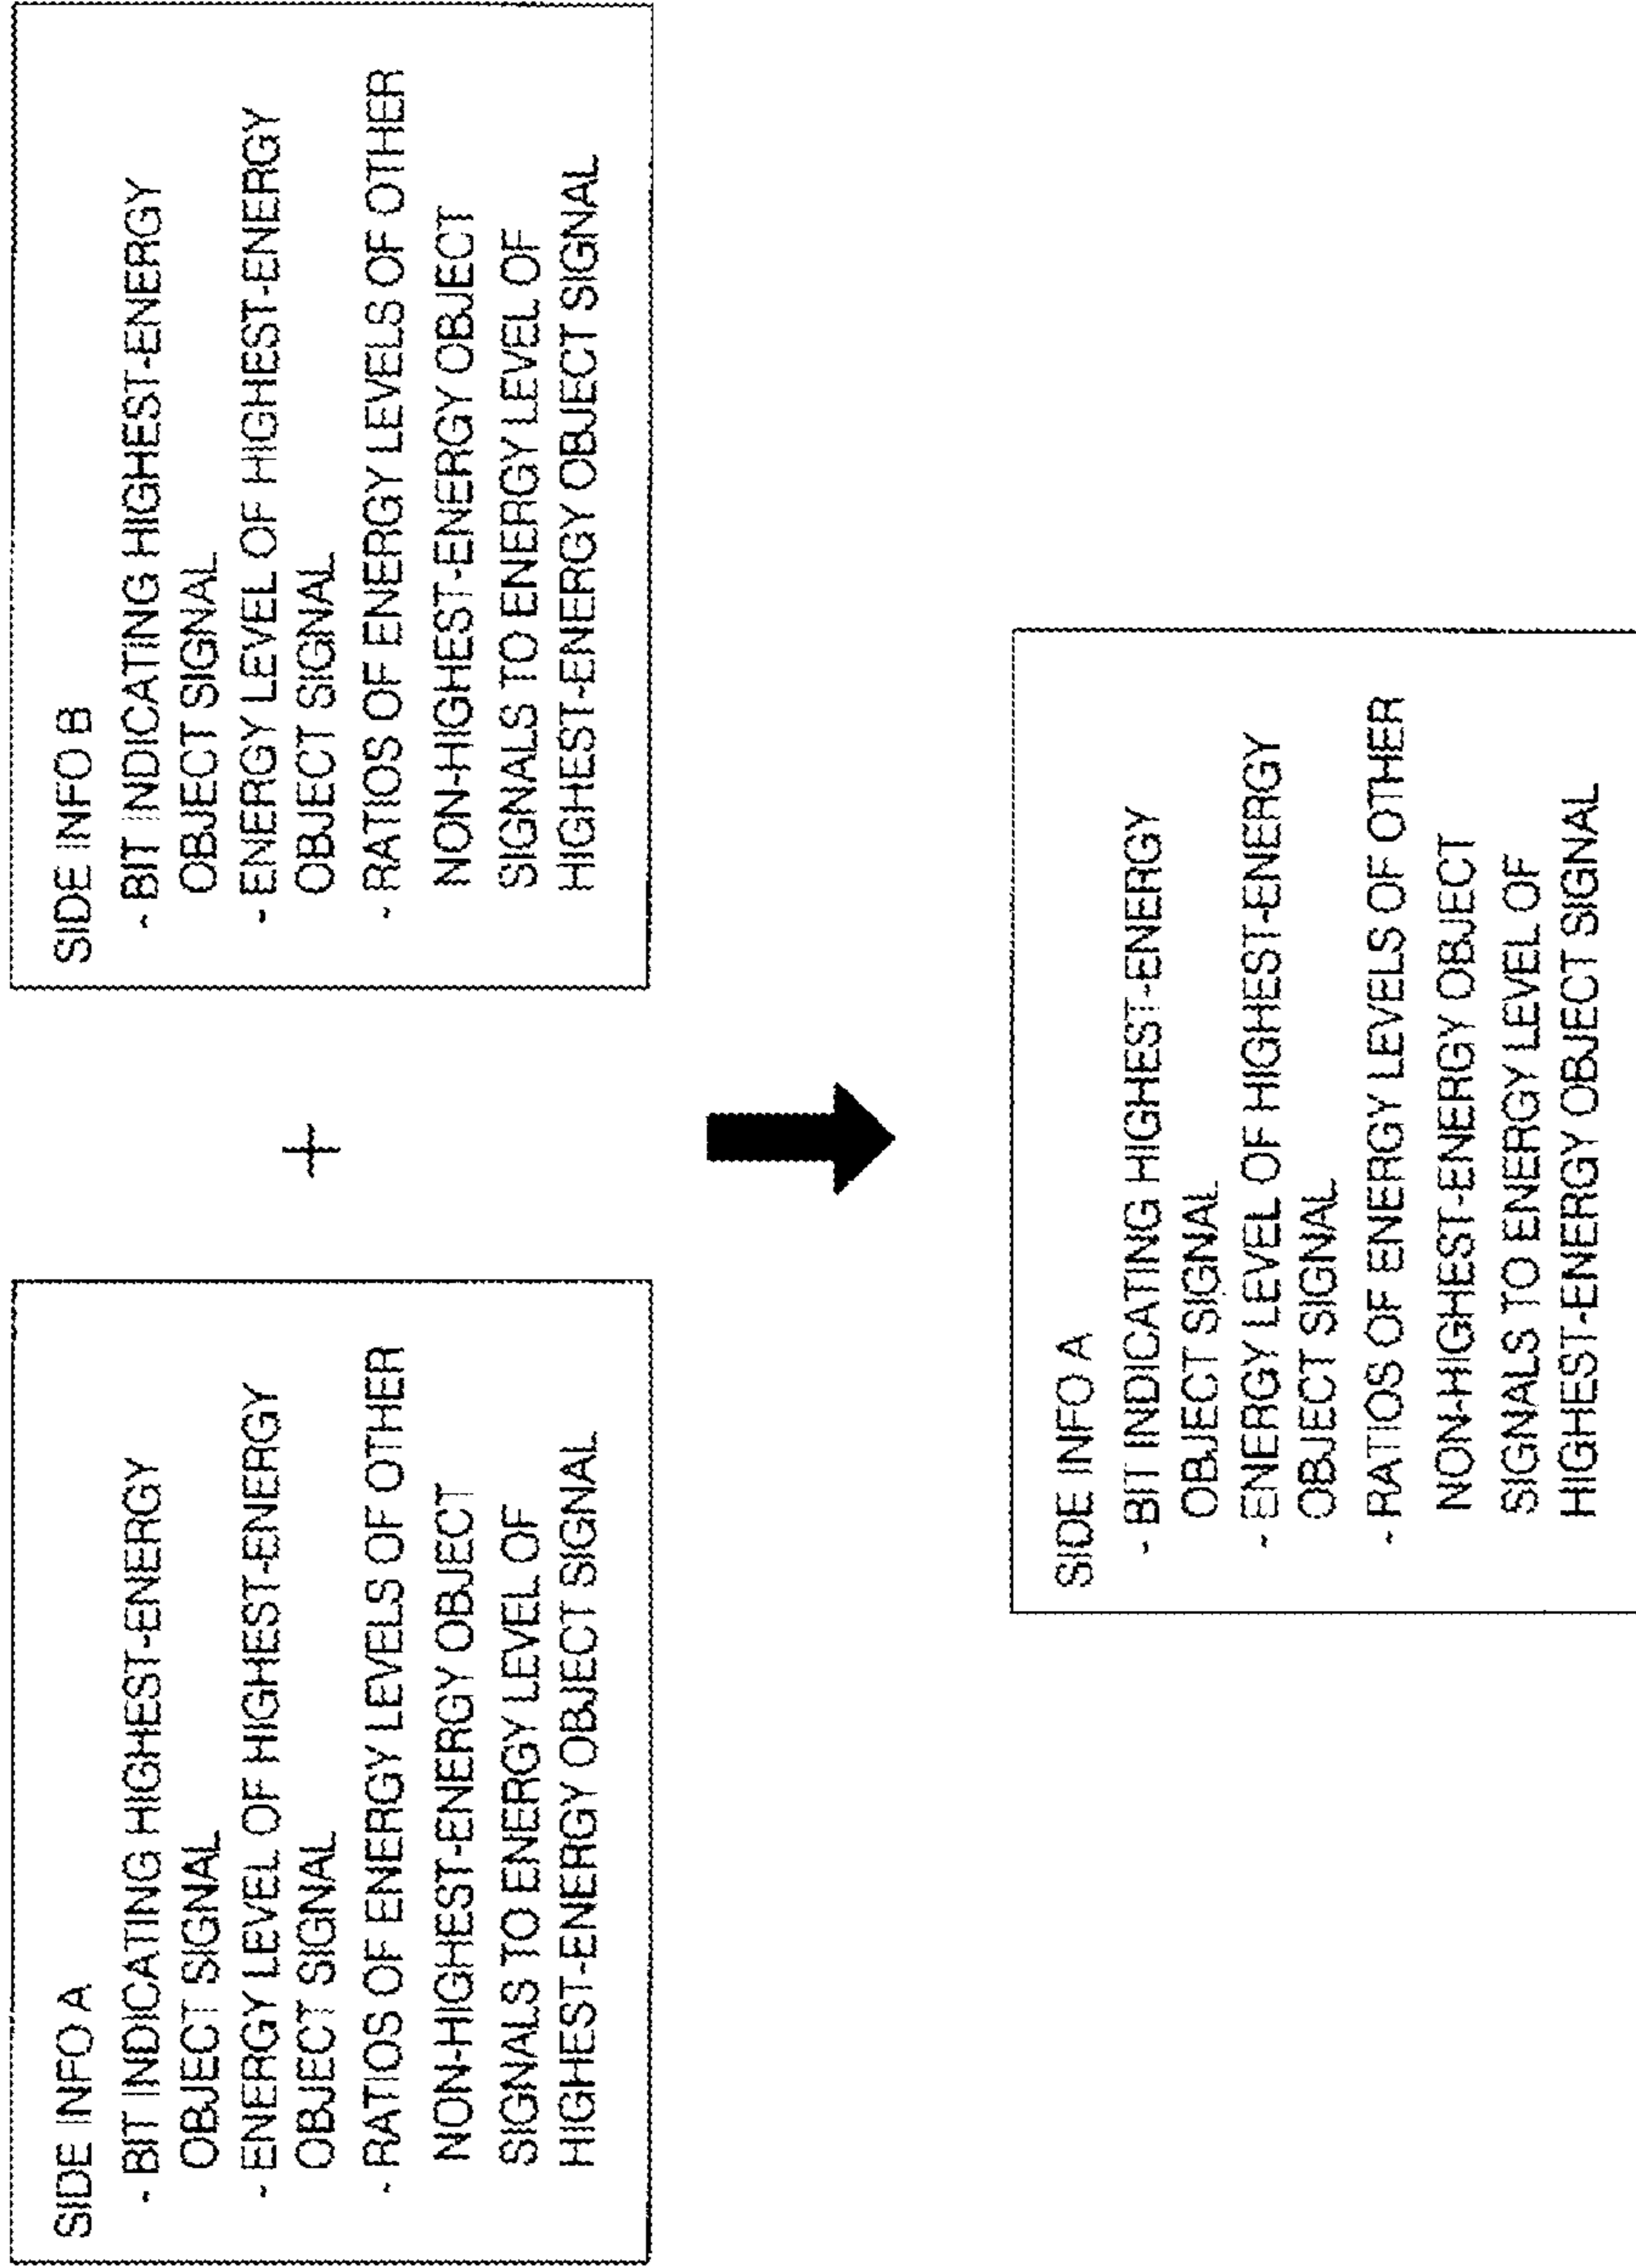 SIDE INFO A
- BIT INDICATING HIGHEST-ENERGY
OBJECT SIGNAL
- ENERGY LEVEL OF HIGHEST-ENERGY
OBJECT SIGNAL
- RATIOS OF ENERGY LEVELS OF OTHER
NON-HIGHEST-ENERGY OBJECT
SIGNALS TO ENERGY LEVEL OF
HIGHEST-ENERGY OBJECT SIGNAL
+
SIDE INFO B
- BIT INDICATING HIGHEST-ENERGY
OBJECT SIGNAL
- ENERGY LEVEL OF HIGHEST-ENERGY
OBJECT SIGNAL
- RATIOS OF ENERGY LEVELS OF OTHER
NON-HIGHEST-ENERGY OBJECT
SIGNALS TO ENERGY LEVEL OF
HIGHEST-ENERGY OBJECT SIGNAL
SIDE INFO A
- BIT INDICATING HIGHEST-ENERGY
OBJECT SIGNAL
- ENERGY LEVEL OF HIGHEST-ENERGY
OBJECT SIGNAL
- RATIOS OF ENERGY LEVELS OF OTHER
NON-HIGHEST-ENERGY OBJECT
SIGNALS TO ENERGY LEVEL OF
HIGHEST-ENERGY OBJECT SIGNAL